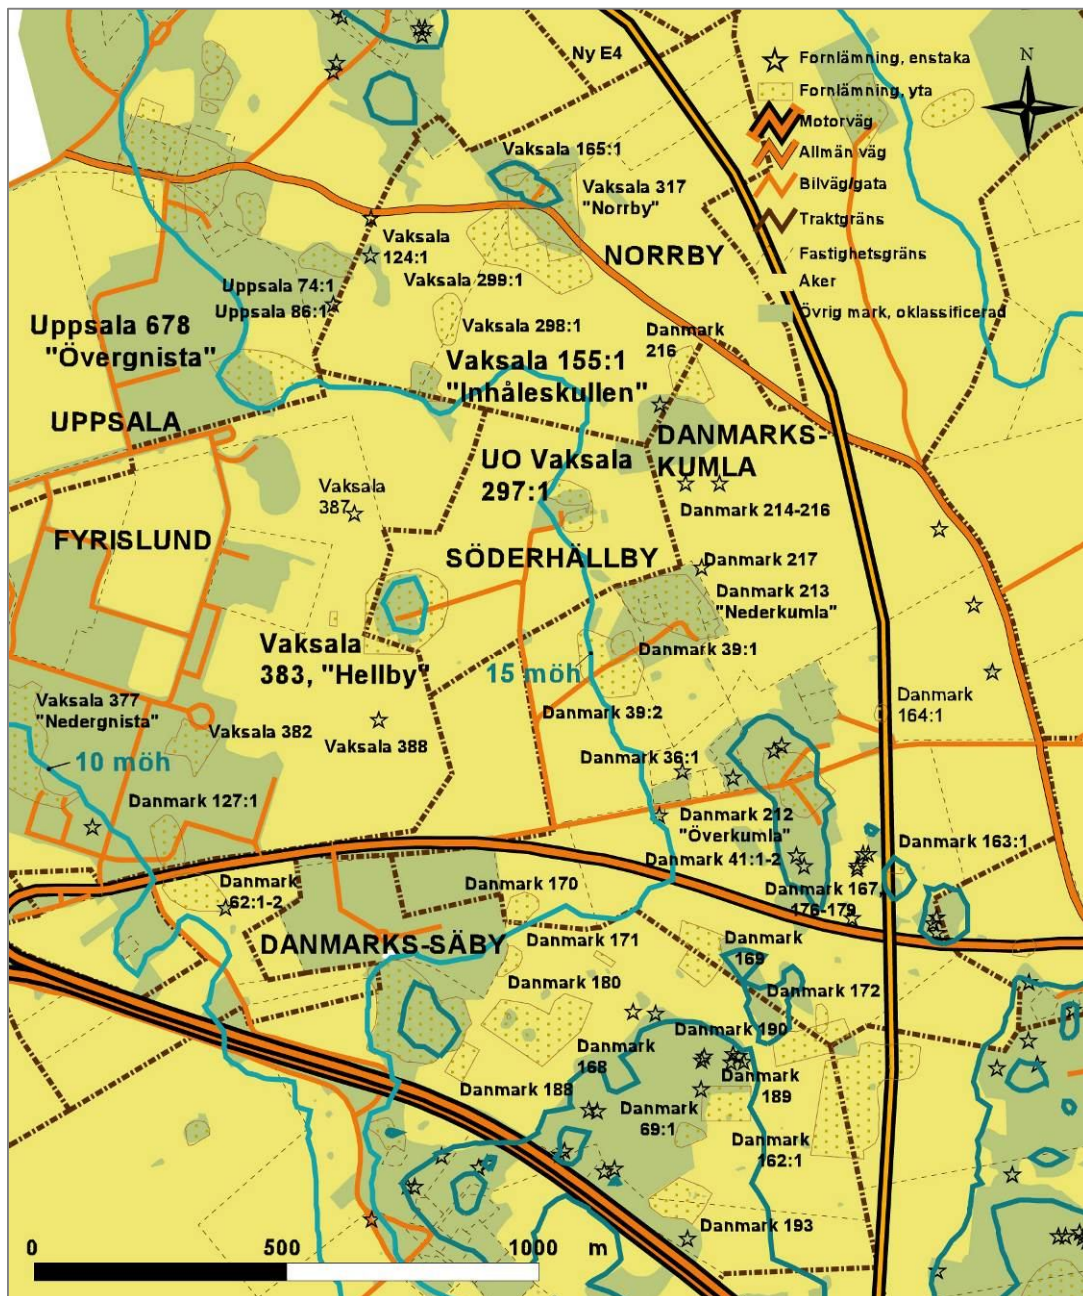 Ny E4
Fornlämning, enstaka
Fornlämning, yta
Motorväg
Allmän väg
Bilväg/gata
Traktgräns
Fastighetsgräns
Åker
Övrig mark, oklassificerad
N
Vaksala 165:1
Vaksala 317
"Norrby"
NORRBY
Vaksala
124:1
Vaksala 299:1
Uppsala 74:1
Uppsala 86:1
Uppsala 678
"Övergnista"
Vaksala 298:1
Danmark
216
Vaksala 155:1
"Inhåleskullen"
UPPSALA
DANMARKS-
KUMLA
UO Vaksala
297:1
Vaksala
387
Danmark 214-216
FYRISLUND
SÖDERHÄLLBY
Danmark 217
Danmark 213
"Nederkumla"
Vaksala
383, "Hellby"
Danmark 39:1
15 möh
Danmark
164:1
Vaksala 377
"Nedergnista"
Danmark 39:2
Vaksala 382
Vaksala 388
10 möh
Danmark 36:1
Danmark 127:1
Danmark 212
"Överkumla"
Danmark 163:1
Danmark 41:1-2
Danmark
62:1-2
Danmark 170
Danmark 167,
176-179
DANMARKS-SÄBY
Danmark 171
Danmark
169
Danmark 180
Danmark 172
Danmark 190
Danmark
168
Danmark 188
Danmark
189
Danmark
69:1
Danmark
162:1
Danmark 193
0 500 1000 m